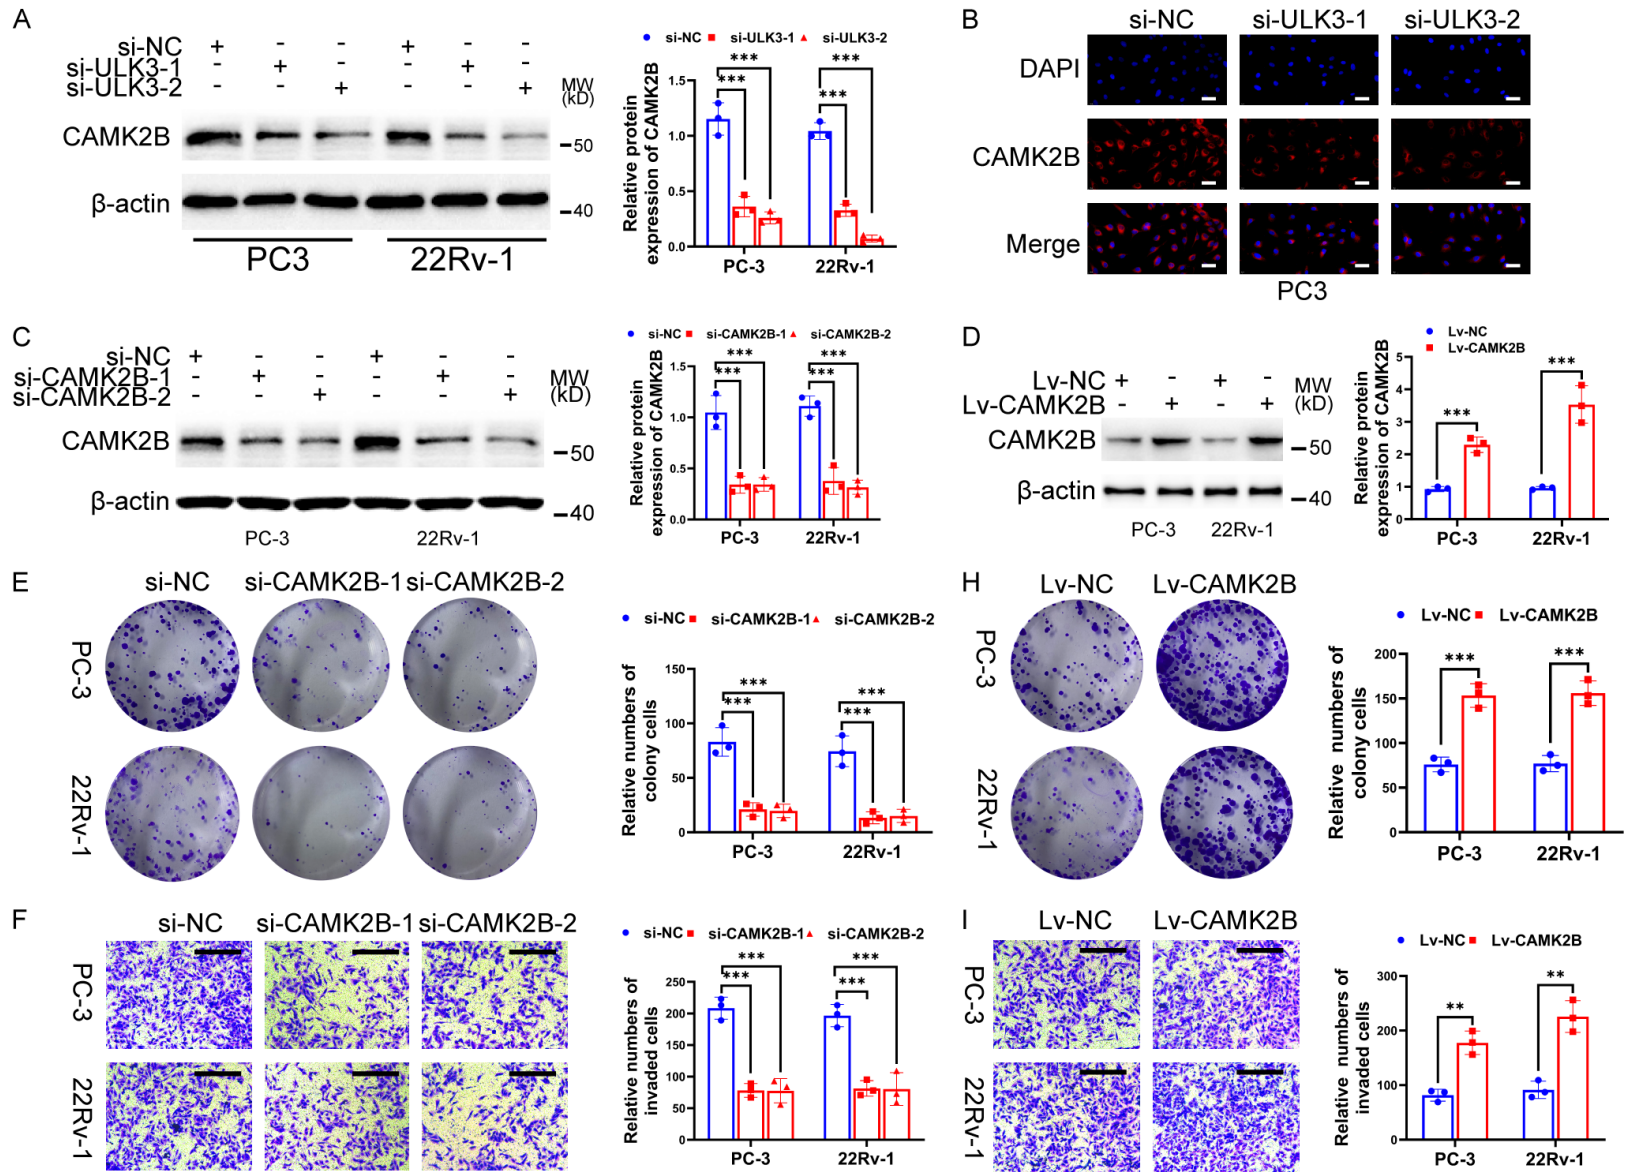 A
si-NC + - - + - -
si-ULK3-1 - + - - + -
si-ULK3-2 - - + - - +
MW
(kD)
CAMK2B
50
β-actin
40
PC3 22Rv-1
si-NC si-ULK3-1 si-ULK3-2
Relative protein
expression of CAMK2B
1.5
1.0
0.5
0.0
*** *** *** ***
PC-3 22Rv-1
B
si-NC si-ULK3-1 si-ULK3-2
DAPI
CAMK2B
Merge
PC3
C
si-NC + - - + - -
si-CAMK2B-1 - + - - + -
si-CAMK2B-2 - - + - - +
MW
(kD)
CAMK2B
50
β-actin
40
PC-3 22Rv-1
si-NC si-CAMK2B-1 si-CAMK2B-2
Relative protein
expression of CAMK2B
1.5
1.0
0.5
0.0
*** *** *** ***
PC-3 22Rv-1
D
Lv-NC + - + -
Lv-CAMK2B - + - +
MW
(kD)
CAMK2B
50
β-actin
40
PC-3 22Rv-1
Lv-NC
Lv-CAMK2B
Relative protein
expression of CAMK2B
5
4
3
2
1
0
*** ***
PC-3 22Rv-1
E
si-NC si-CAMK2B-1 si-CAMK2B-2
PC-3
22Rv-1
si-NC si-CAMK2B-1 si-CAMK2B-2
Relative numbers of
colony cells
150
100
50
0
*** *** *** ***
PC-3 22Rv-1
H
Lv-NC Lv-CAMK2B
PC-3
22Rv-1
Lv-NC Lv-CAMK2B
Relative numbers of
colony cells
200
150
100
50
0
*** ***
PC-3 22Rv-1
F
si-NC si-CAMK2B-1 si-CAMK2B-2
PC-3
22Rv-1
si-NC si-CAMK2B-1 si-CAMK2B-2
Relative numbers of
invaded cells
250
200
150
100
50
0
*** *** *** ***
PC-3 22Rv-1
I
Lv-NC Lv-CAMK2B
PC-3
22Rv-1
Lv-NC Lv-CAMK2B
Relative numbers of
invaded cells
300
200
100
0
** **
PC-3 22Rv-1